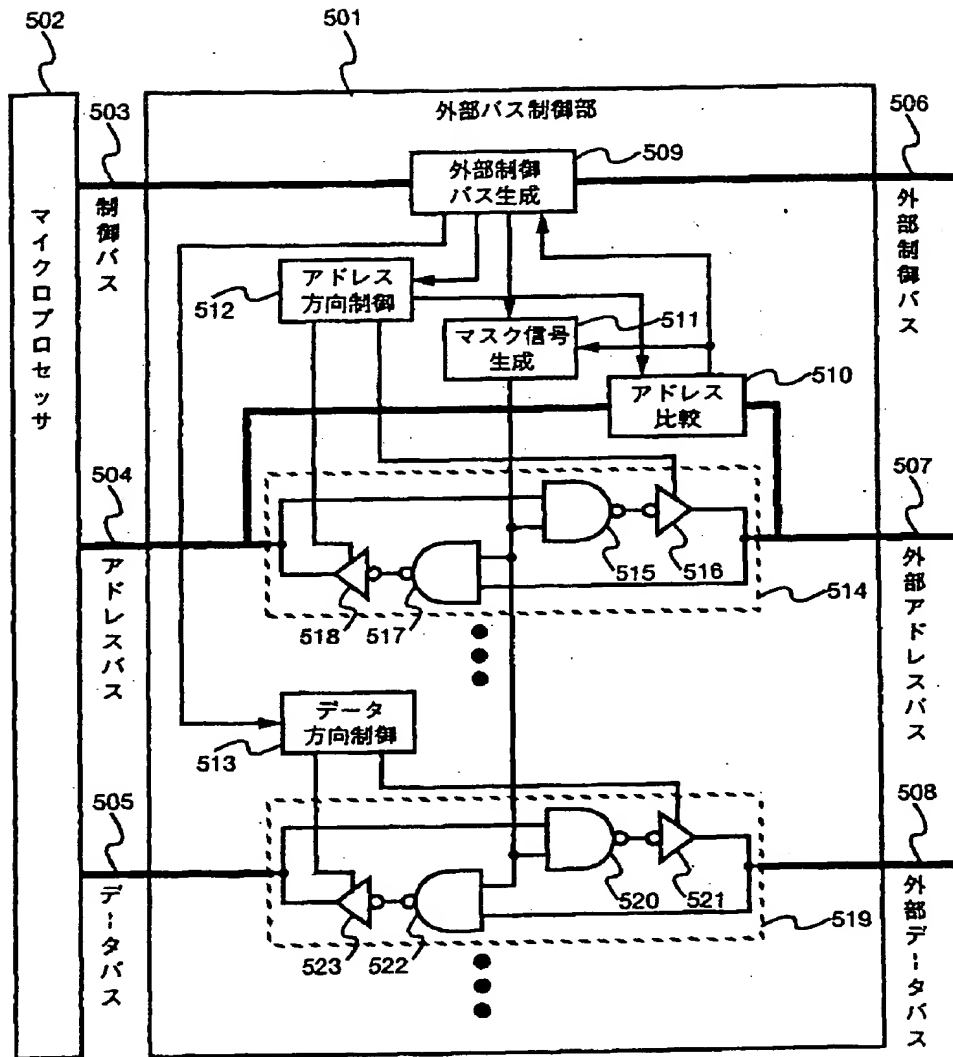 502
501
503
外部バス制御部
506
外部制御
バス生成
509
マイクロプロセッサ
制御バス
外部制御バス
アドレス
方向制御
512
マスク信号
生成
511
アドレス
比較
510
504
507
515
516
514
518
517
アドレスバス
外部アドレスバス
データ
方向制御
513
505
508
520
521
519
523
522
データバス
外部データバス